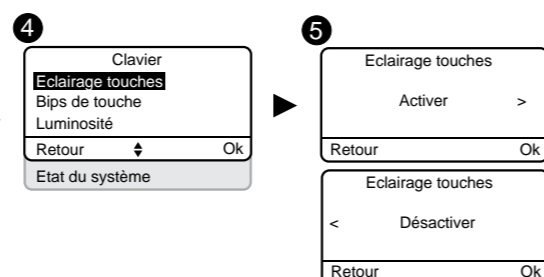 4
Clavier
Eclairage touches
Bips de touche
Luminosité
Retour Ok
Etat du système
5
Eclairage touches
Activer >
Retour Ok
Eclairage touches
< Désactiver
Retour Ok